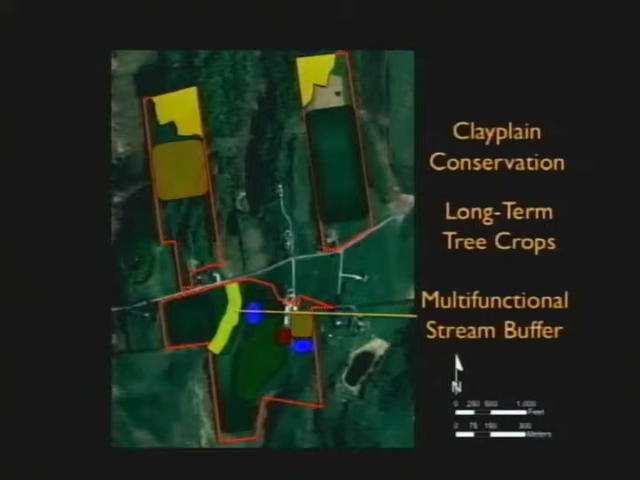 Clayplain
Conservation
Long-Term
Tree Crops
Multifunctional
Stream Buffer
N
0 250 500 1,000
Feet
0 75 150 300
Meters